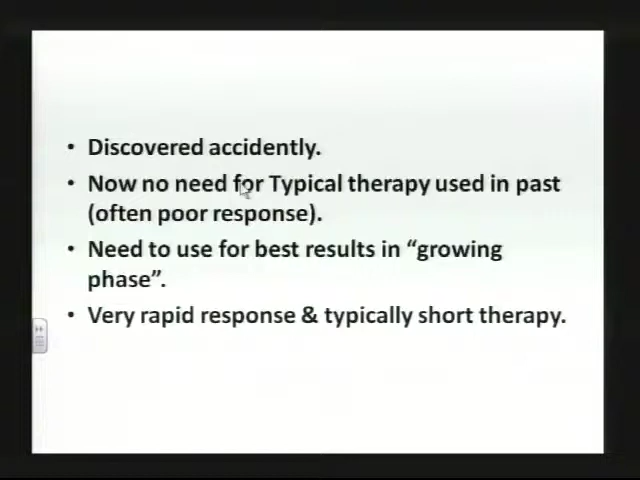 • Discovered accidently.
• Now no need for Typical therapy used in past
(often poor response).
• Need to use for best results in “growing
phase”.
• Very rapid response & typically short therapy.